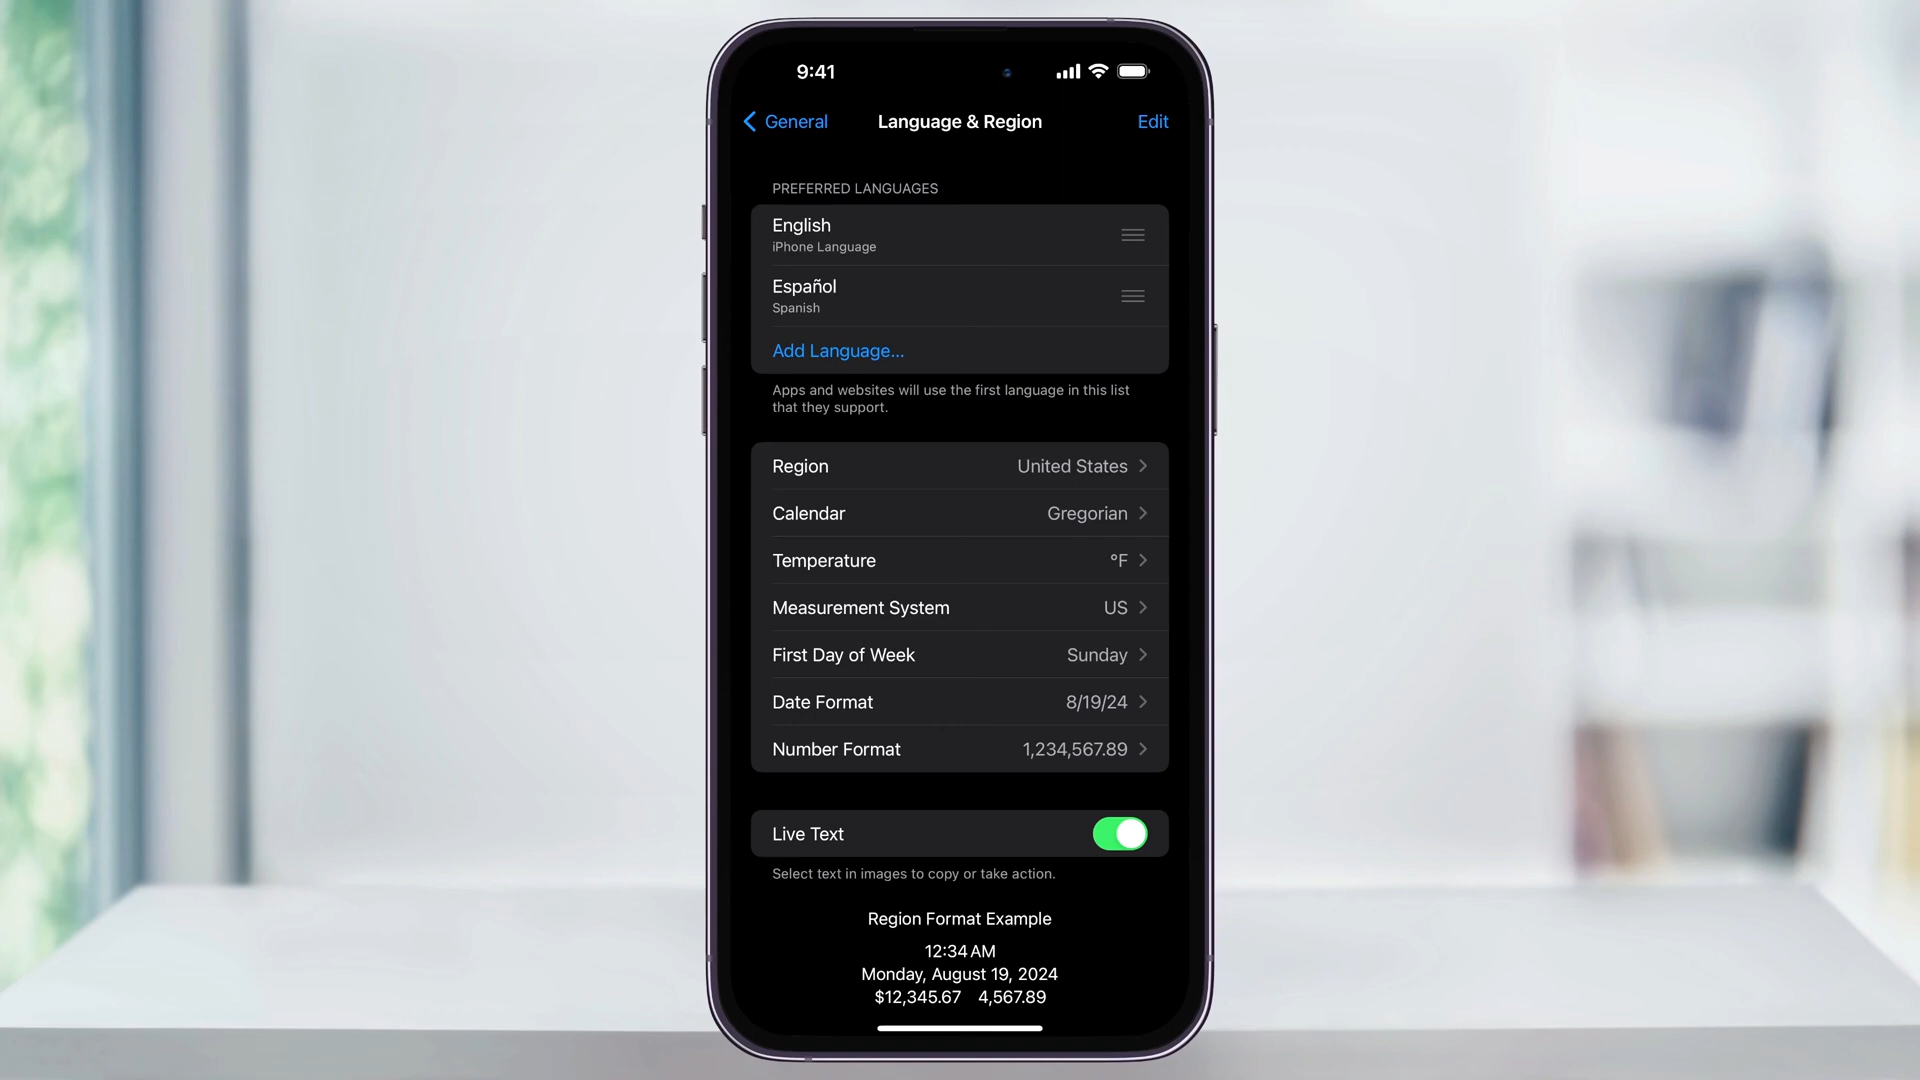 9:41
General
Language & Region
Edit
PREFERRED LANGUAGES
English
iPhone Language
Español
Spanish
Add Language...
Apps and websites will use the first language in this list
that they support.
Region United States
Calendar Gregorian
Temperature °F
Measurement System US
First Day of Week Sunday
Date Format 8/19/24
Number Format 1,234,567.89
Live Text
Select text in images to copy or take action.
Region Format Example
12:34 AM
Monday, August 19, 2024
$12,345.67 4,567.89